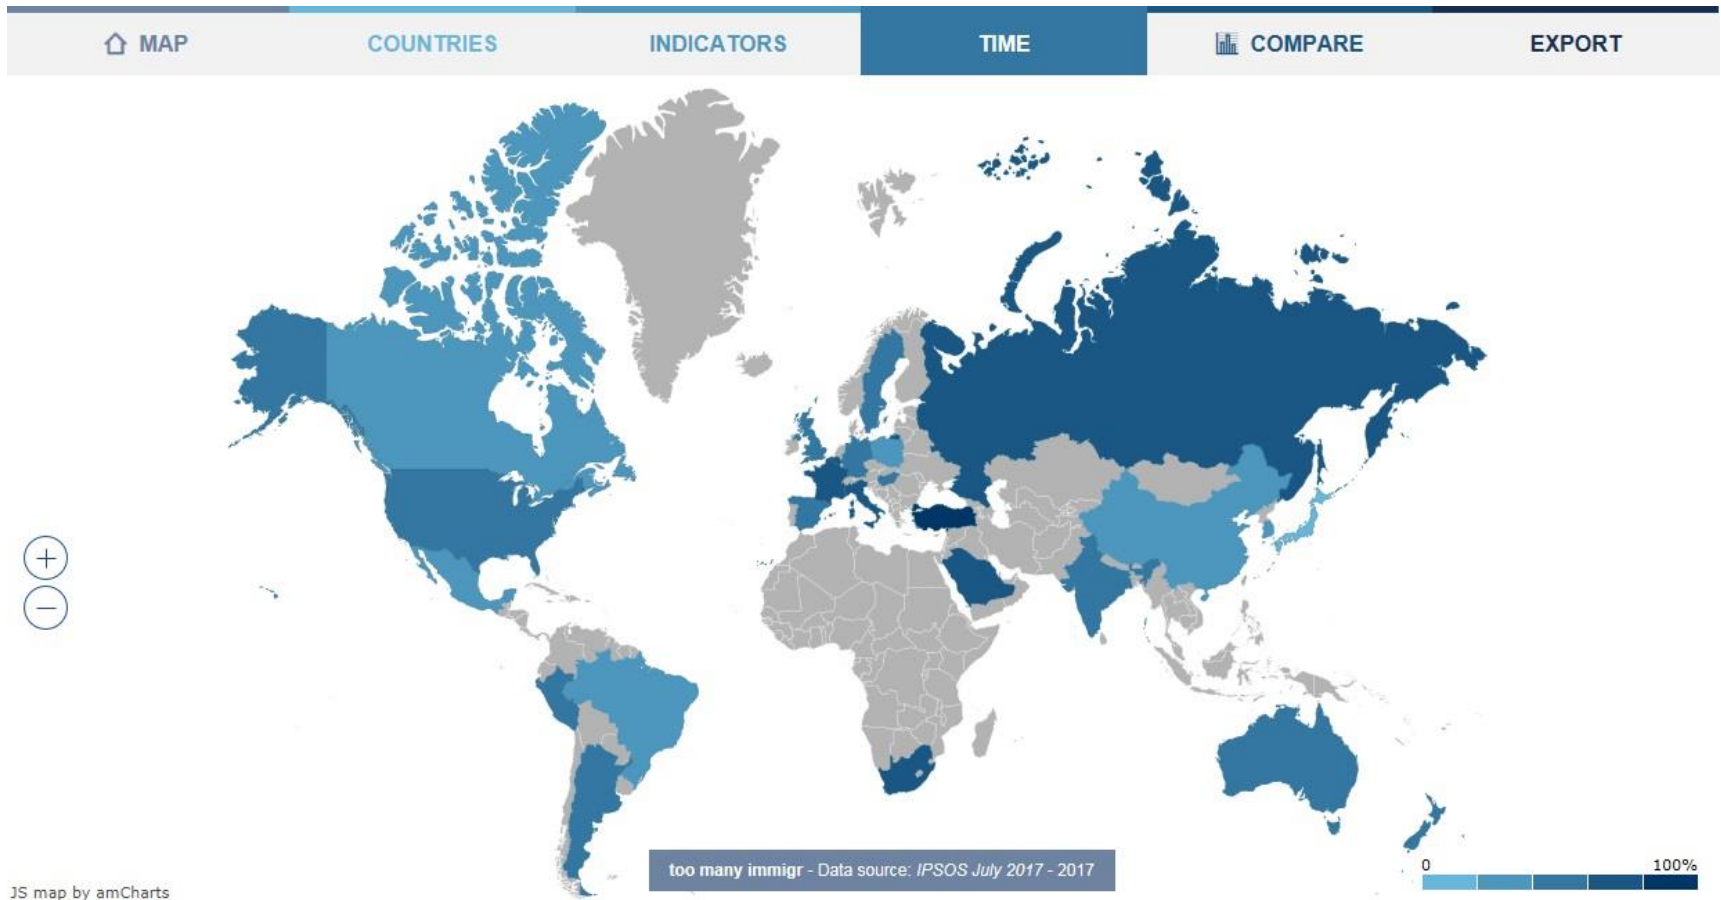 MAP
COUNTRIES
INDICATORS
TIME
COMPARE
EXPORT
too many immigr - Data source: IPSOS July 2017 - 2017
0 100%
JS map by amCharts